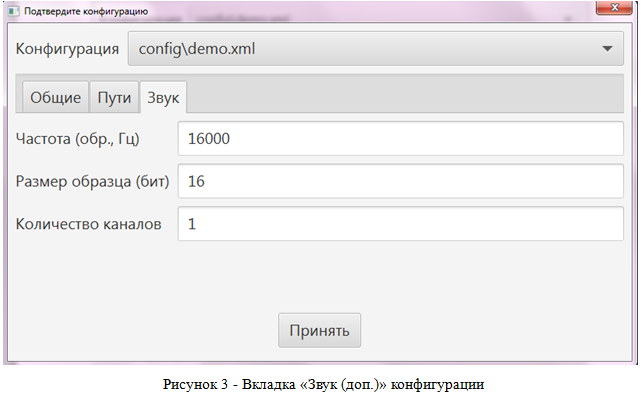 Подтвердите конфигурацию
Конфигурация config\demo.xml
Общие Пути Звук
Частота (обр., Гц) 16000
Размер образца (бит) 16
Количество каналов 1
Принять
Рисунок 3 - Вкладка «Звук (доп.)» конфигурации